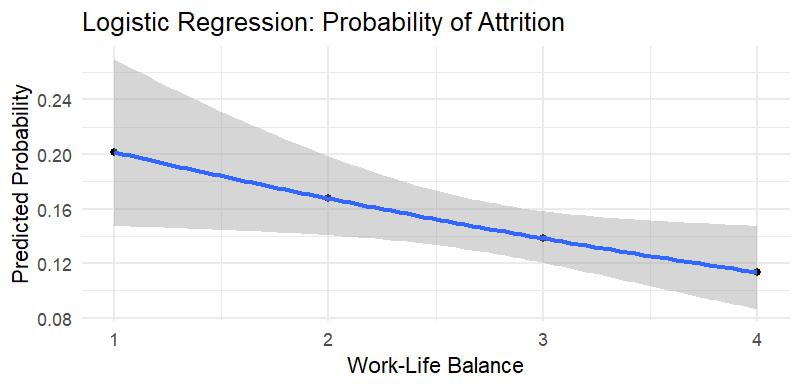 Logistic Regression: Probability of Attrition
Predicted Probability
0.24
0.20
0.16
0.12
0.08
1 2 3 4
Work-Life Balance